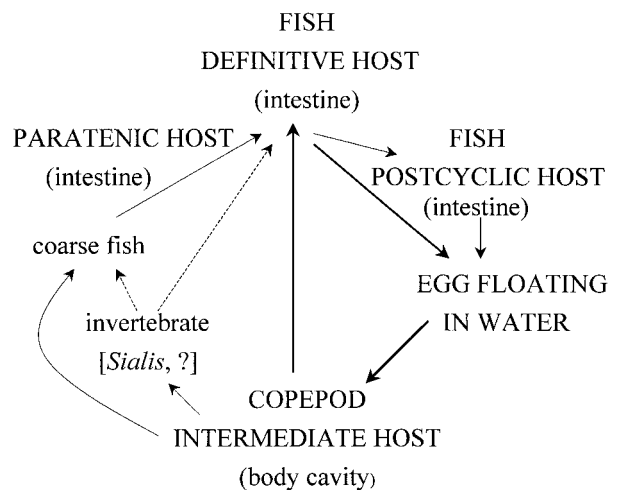 FISH
DEFINITIVE HOST
(intestine)
PARATENIC HOST
(intestine)
FISH
POSTCYCLIC HOST
(intestine)
coarse fish
EGG FLOATING
IN WATER
invertebrate
[Sialis, ?]
COPEPOD
INTERMEDIATE HOST
(body cavity)